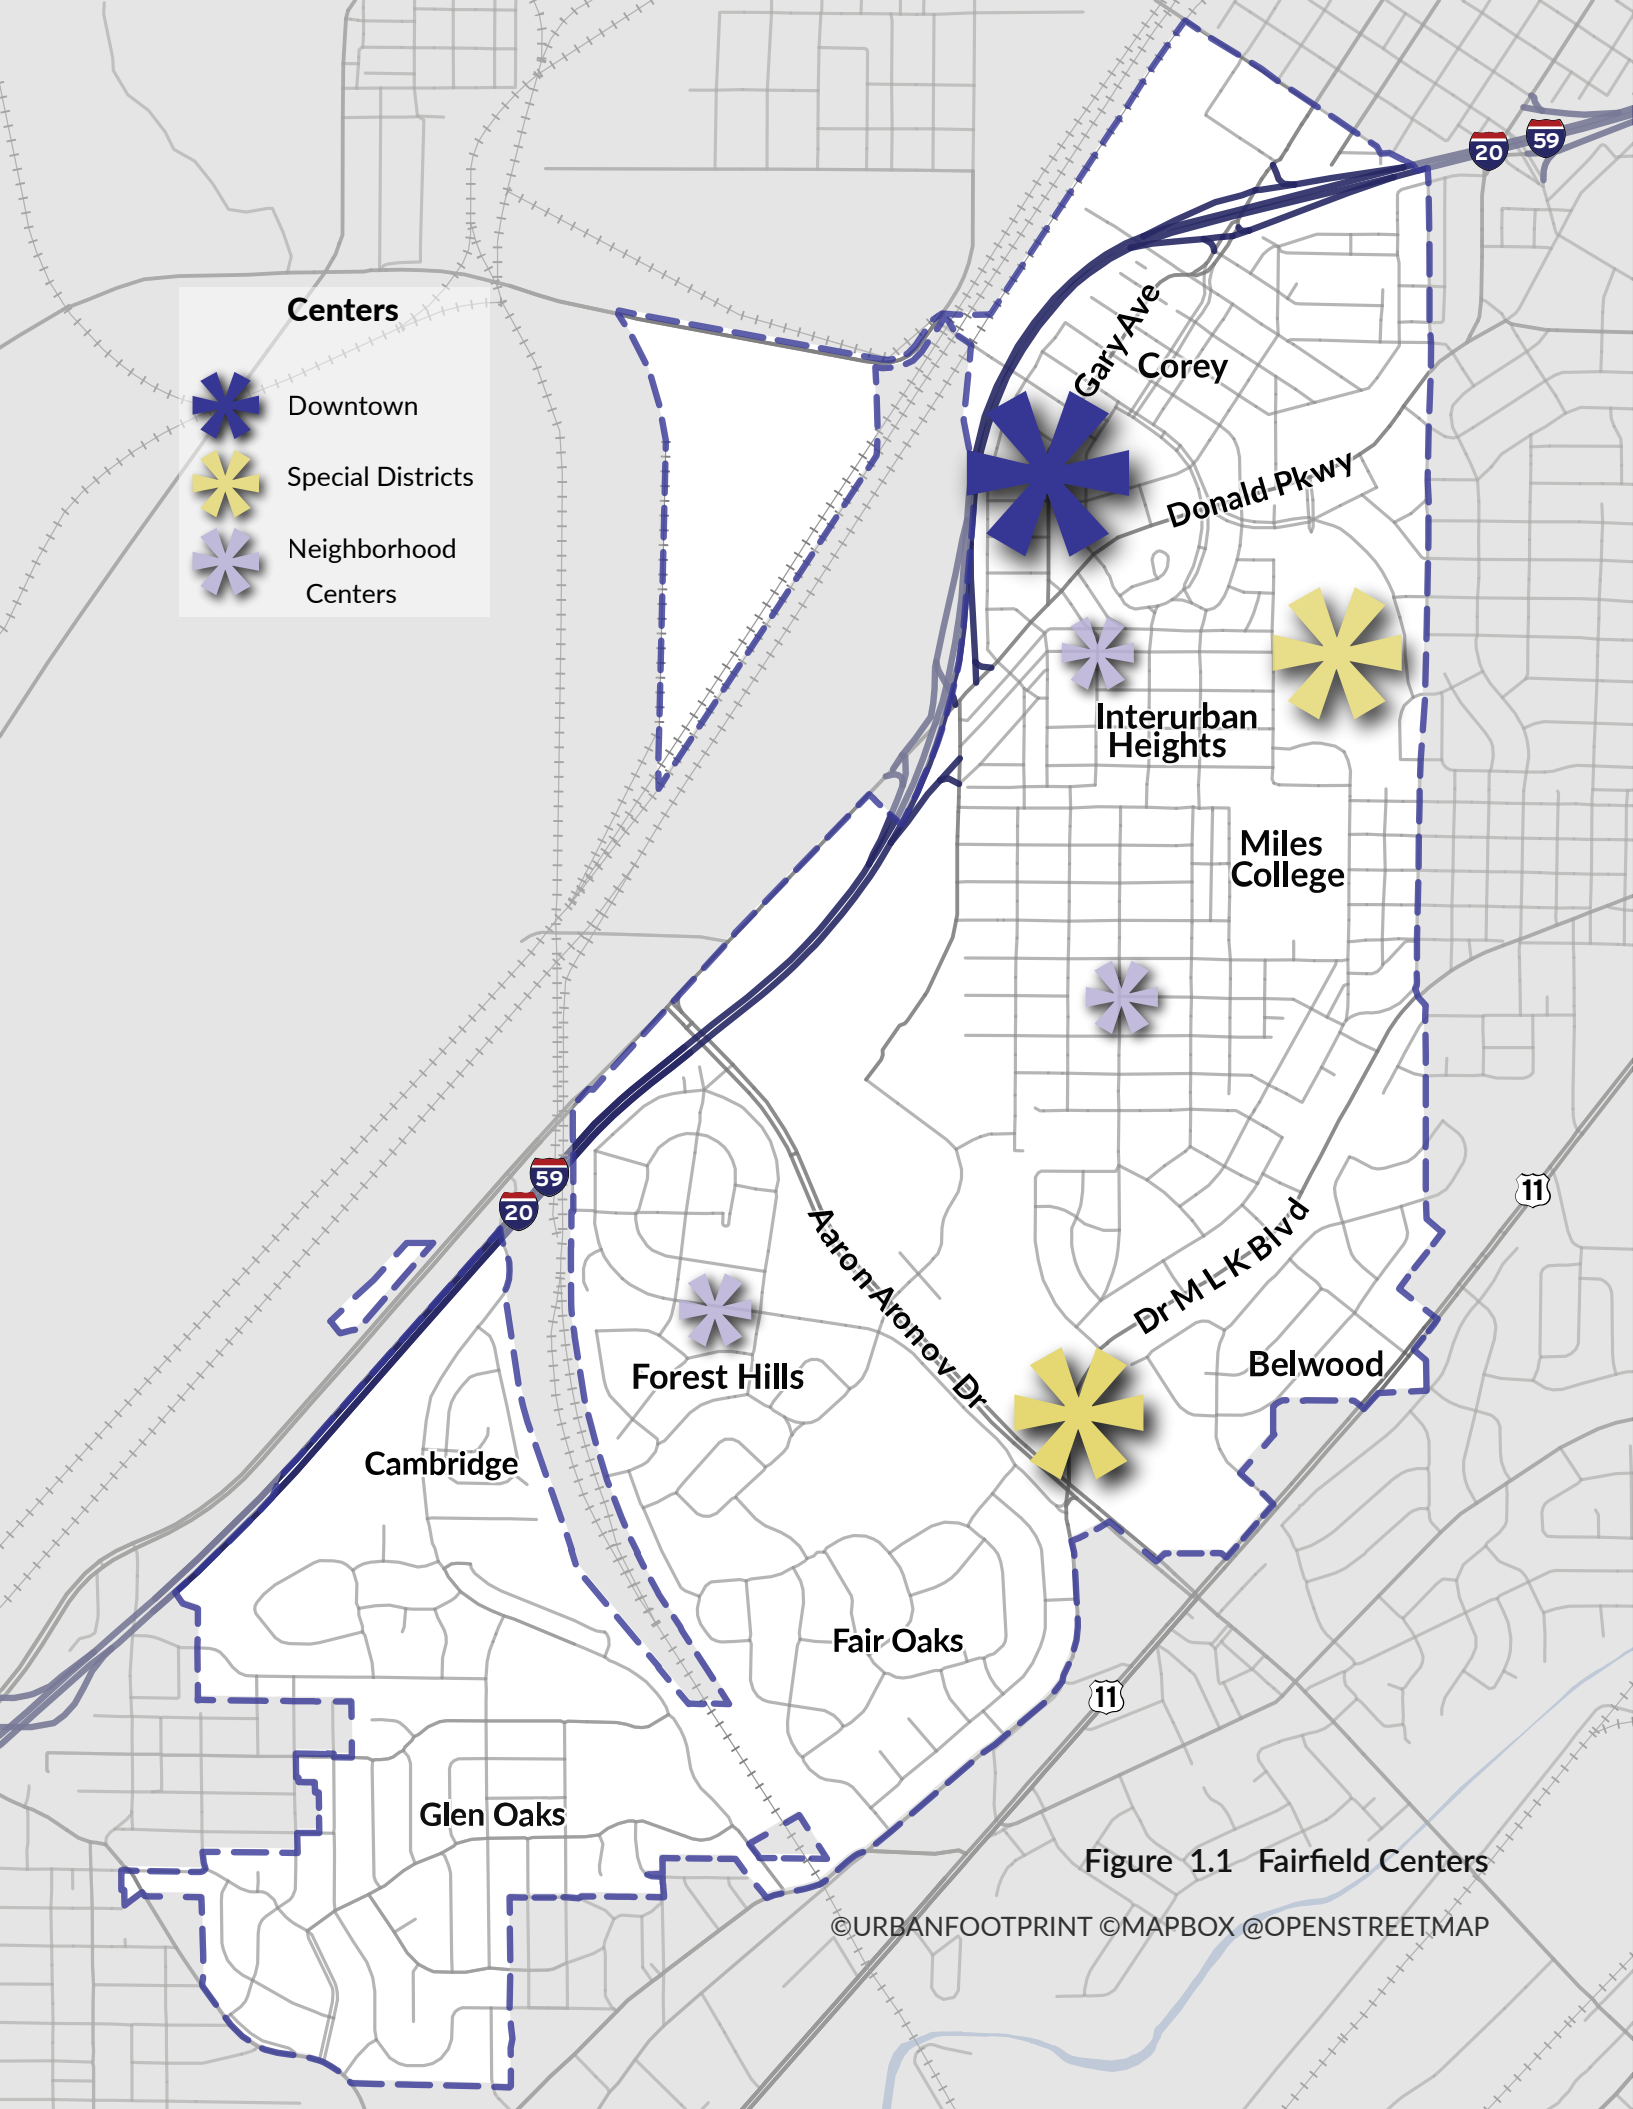 20
59
Centers
Gary Ave
Corey
Downtown
Special Districts
Donald Pkwy
Neighborhood
Centers
Interurban
Heights
Miles
College
59
20
11
Aaron Aronov Dr
Dr M L K Blvd
Forest Hills
Belwood
Cambridge
Fair Oaks
11
Glen Oaks
Figure 1.1 Fairfield Centers
©URBANFOOTPRINT ©MAPBOX @OPENSTREETMAP